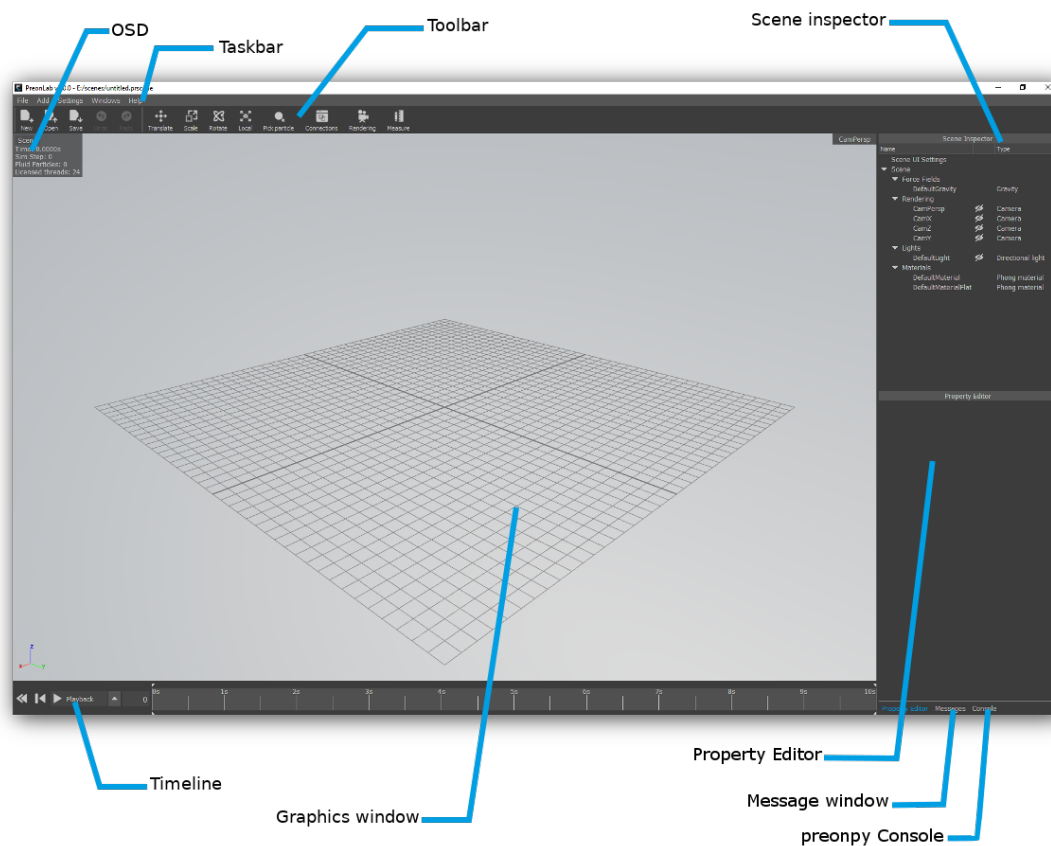 OSD
Taskbar
Toolbar
Scene inspector
PreonLab - E:/scenes/untitled.prscene
File Add Settings Windows Help
New Open Save Undo Redo Translate Scale Rotate Local Pick particle Connections Rendering Measure
Scene
Time: 0.0000s
Sim Step: 0
Fluid Particles: 0
Licensed threads: 24
CamPersp
Scene Inspector
Name Type
Scene UI Settings
Scene
Force Fields
DefaultGravity Gravity
Rendering
CamPersp Camera
CamX Camera
CamZ Camera
CamY Camera
Lights
DefaultLight Directional light
Materials
DefaultMaterial Phong material
DefaultMaterialFlat Phong material
Property Editor
z
x y
Playback 0 0s 1s 2s 3s 4s 5s 6s 7s 8s 9s 10s
Property Editor Messages Console
Property Editor
Timeline
Message window
Graphics window
preonpy Console